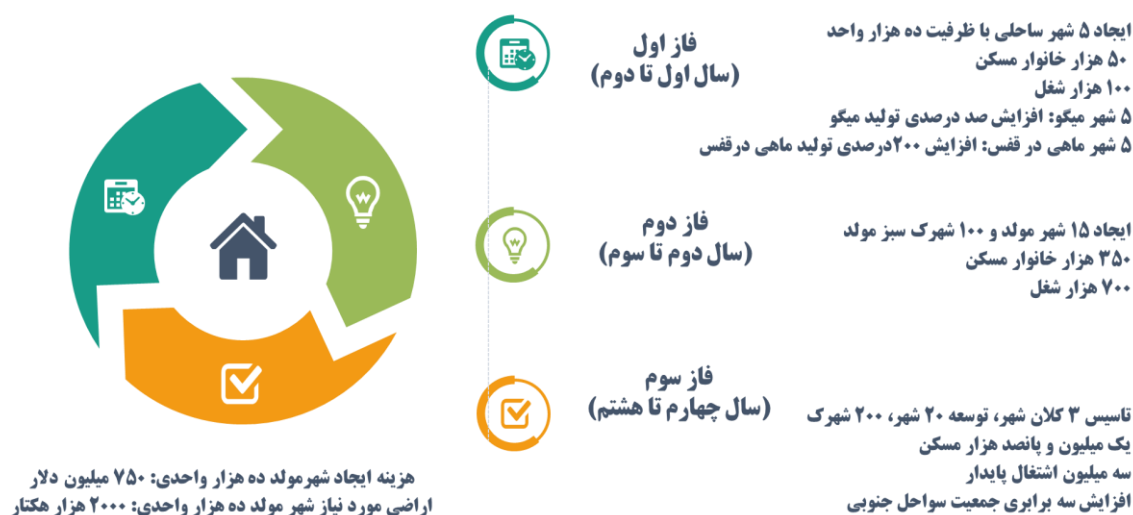 فاز اول
(سال اول تا دوم)
ایجاد ۵ شهر ساحلی با ظرفیت ده هزار واحد
۵۰ هزار خانوار مسکن
۱۰۰ هزار شغل
۵ شهر میگو: افزایش صد درصدی تولید میگو
۵ شهر ماهی در قفس: افزایش ۲۰۰درصدی تولید ماهی درقفس
فاز دوم
(سال دوم تا سوم)
ایجاد ۱۵ شهر مولد و ۱۰۰ شهرک سبز مولد
۳۵۰ هزار خانوار مسکن
۷۰۰ هزار شغل
فاز سوم
(سال چهارم تا هشتم)
تاسیس ۳ کلان شهر، توسعه ۲۰ شهر، ۲۰۰ شهرک
یک میلیون و پانصد هزار مسکن
سه میلیون اشتغال پایدار
افزایش سه برابری جمعیت سواحل جنوبی
هزینه ایجاد شهرمولد ده هزار واحدی: ۷۵۰ میلیون دلار
اراضی مورد نیاز شهر مولد ده هزار واحدی: ۲۰۰۰ هزار هکتار